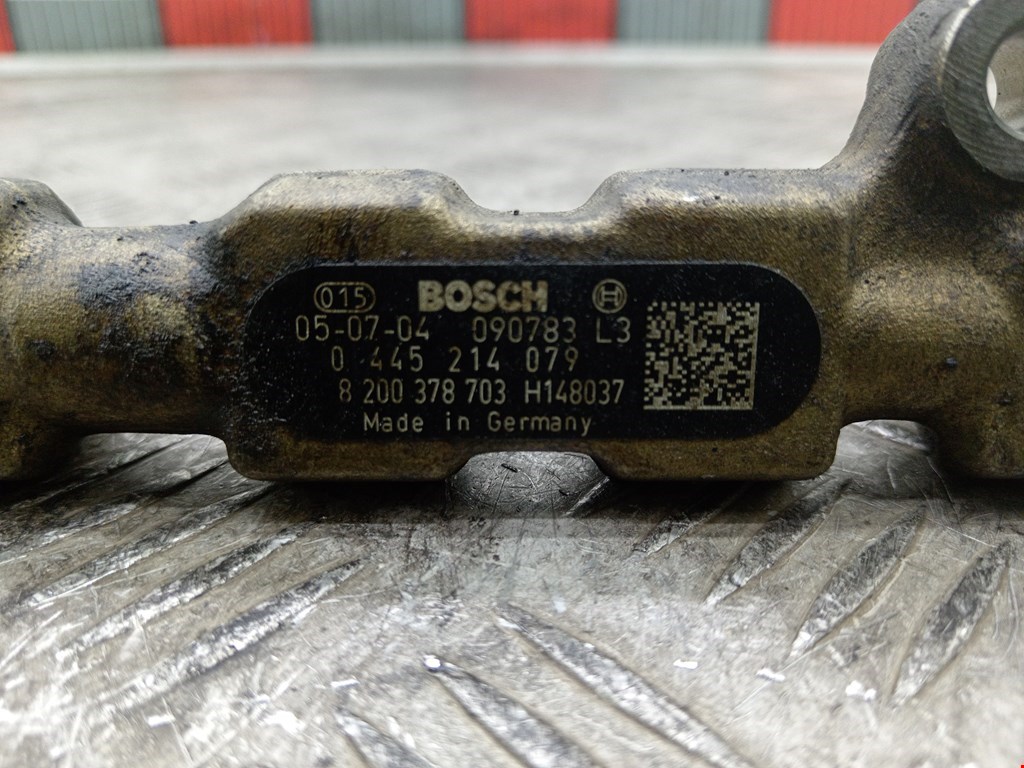 015 BOSCH
05-07-04 090783 L3
0 445 214 079
8 200 378 703 H148037
Made in Germany